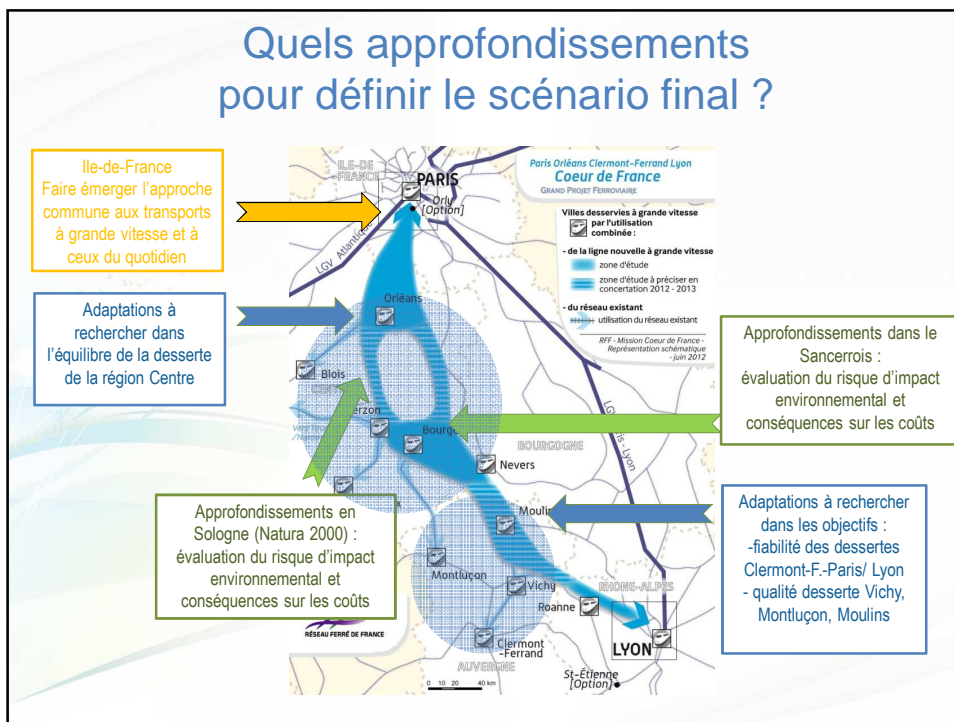 Quels approfondissements
pour définir le scénario final ?
Ile-de-France
Faire émerger l'approche
commune aux transports
à grande vitesse et à
ceux du quotidien
Adaptations à
rechercher dans
l'équilibre de la desserte
de la région Centre
Approfondissements en
Sologne (Natura 2000) :
évaluation du risque d'impact
environnemental et
conséquences sur les coûts
RÉSEAU FERRÉ DE FRANCE
ILE-DE-
FRANCE
PARIS
Orly
[Option]
LGV Atlantique
Orléans
Blois
Bourg
BOURGOGNE
Nevers
Moulin
Montluçon
Vichy
RHONE-ALPES
Roanne
Clermont
-Ferrand
AUVERGNE
LYON
St-Étienne
[Option]
0 10 20 40 km
Paris Orléans Clermont-Ferrand Lyon
Coeur de France
GRAND PROJET FERROVIAIRE
Villes desservies à grande vitesse
par l'utilisation
combinée :
- de la ligne nouvelle à grande vitesse
zone d'étude
zone d'étude à préciser en
concertation 2012 - 2013
- du réseau existant
utilisation du réseau existant
RFF - Mission Coeur de France -
Représentation schématique
- juin 2012
Approfondissements dans le
Sancerrois :
évaluation du risque d'impact
environnemental et
conséquences sur les coûts
Adaptations à rechercher
dans les objectifs :
-fiabilité des dessertes
Clermont-F.-Paris/ Lyon
- qualité desserte Vichy,
Montluçon, Moulins